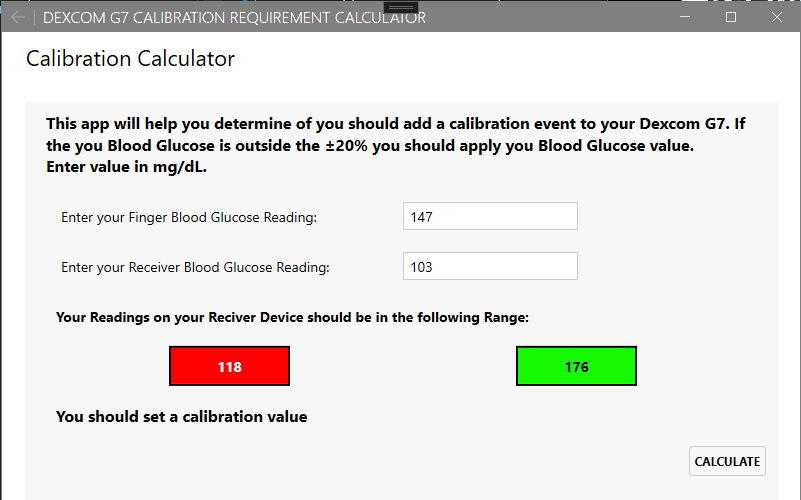 DEXCOM G7 CALIBRATION REQUIREMENT CALCULATOR
Calibration Calculator
This app will help you determine of you should add a calibration event to your Dexcom G7. If
the you Blood Glucose is outside the ±20% you should apply you Blood Glucose value.
Enter value in mg/dL.
Enter your Finger Blood Glucose Reading: 147
Enter your Receiver Blood Glucose Reading: 103
Your Readings on your Reciver Device should be in the following Range:
118 176
You should set a calibration value
CALCULATE